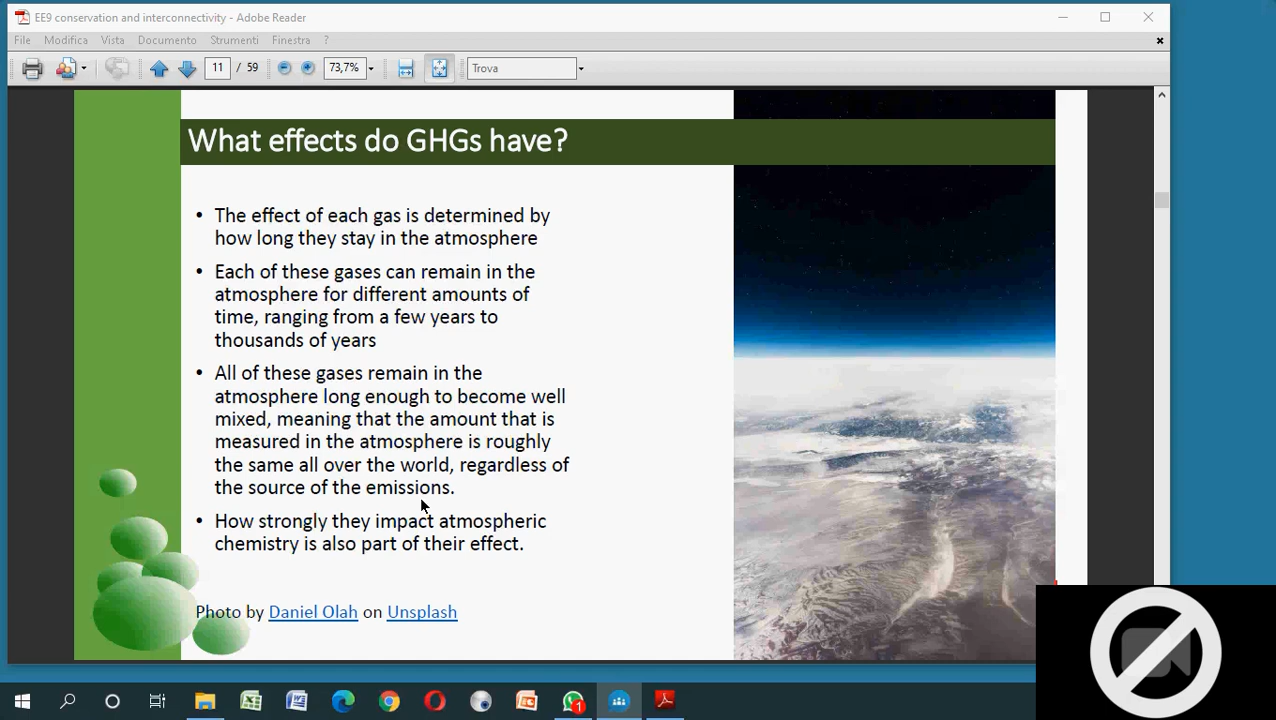 EE9 conservation and interconnectivity - Adobe Reader
File Modifica Vista Documento Strumenti Finestra ?
11 / 59 73,7% Trova
What effects do GHGs have?
• The effect of each gas is determined by
how long they stay in the atmosphere
• Each of these gases can remain in the
atmosphere for different amounts of
time, ranging from a few years to
thousands of years
• All of these gases remain in the
atmosphere long enough to become well
mixed, meaning that the amount that is
measured in the atmosphere is roughly
the same all over the world, regardless of
the source of the emissions.
• How strongly they impact atmospheric
chemistry is also part of their effect.
Photo by Daniel Olah on Unsplash
1